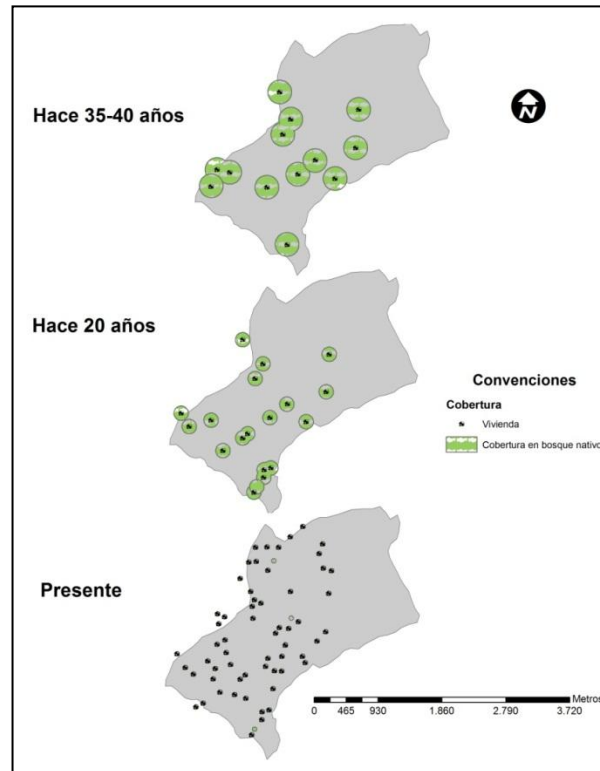 Hace 35-40 años
N
Hace 20 años
Convenciones
Cobertura
Vivienda
Cobertura en bosque nativo
Presente
Metros
0 465 930 1.860 2.790 3.720